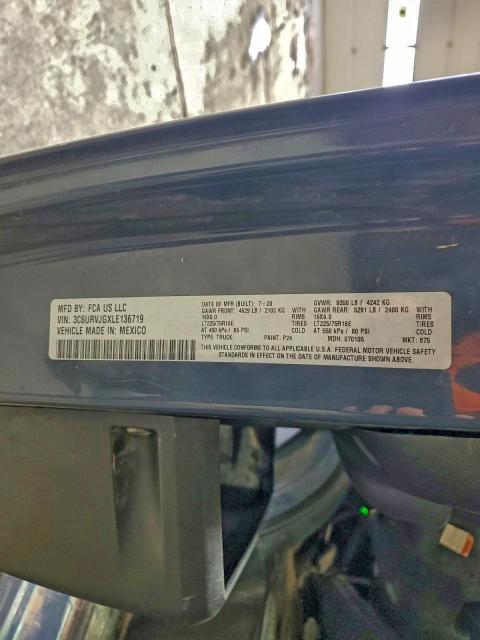 MFD BY: FCA US LLC
VIN: 3C6URVJGXLE136719
VEHICLE MADE IN: MEXICO
DATE OF MFR (BUILT): 7-20 GVWR: 9350 LB / 4242 KG
GAWR FRONT: 4629 LB / 2100 KG WITH GAWR REAR: 5291 LB / 2400 KG WITH
16X6.0 RIMS 16X6.0 RIMS
LT225/75R16E TIRES LT225/75R16E TIRES
AT 450 kPa / 65 PSI COLD AT 550 kPa / 80 PSI COLD
TYPE: TRUCK PAINT: P24 MDH: 070105 MKT: 875
THIS VEHICLE CONFORMS TO ALL APPLICABLE U.S.A. FEDERAL MOTOR VEHICLE SAFETY
STANDARDS IN EFFECT ON THE DATE OF MANUFACTURE SHOWN ABOVE.